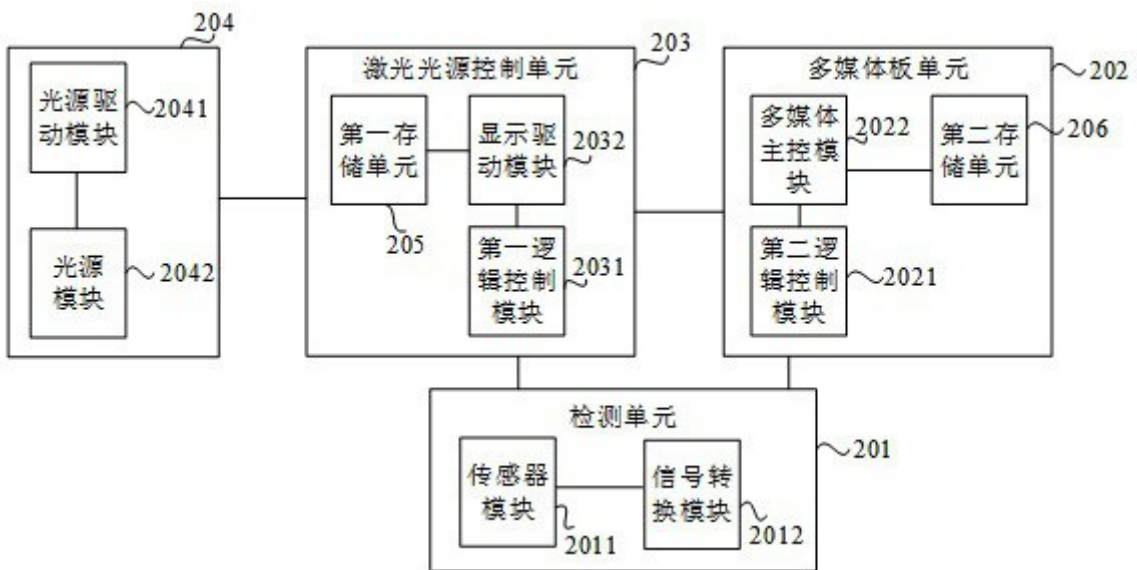 204
光源驱
动模块
2041
光源
模块
2042
激光光源控制单元
203
第一存
储单元
205
显示驱
动模块
2032
第一逻
辑控制
模块
2031
多媒体板单元
202
多媒体
主控模
块
2022
第二存
储单元
206
第二逻
辑控制
模块
2021
检测单元
201
传感器
模块
2011
信号转
换模块
2012